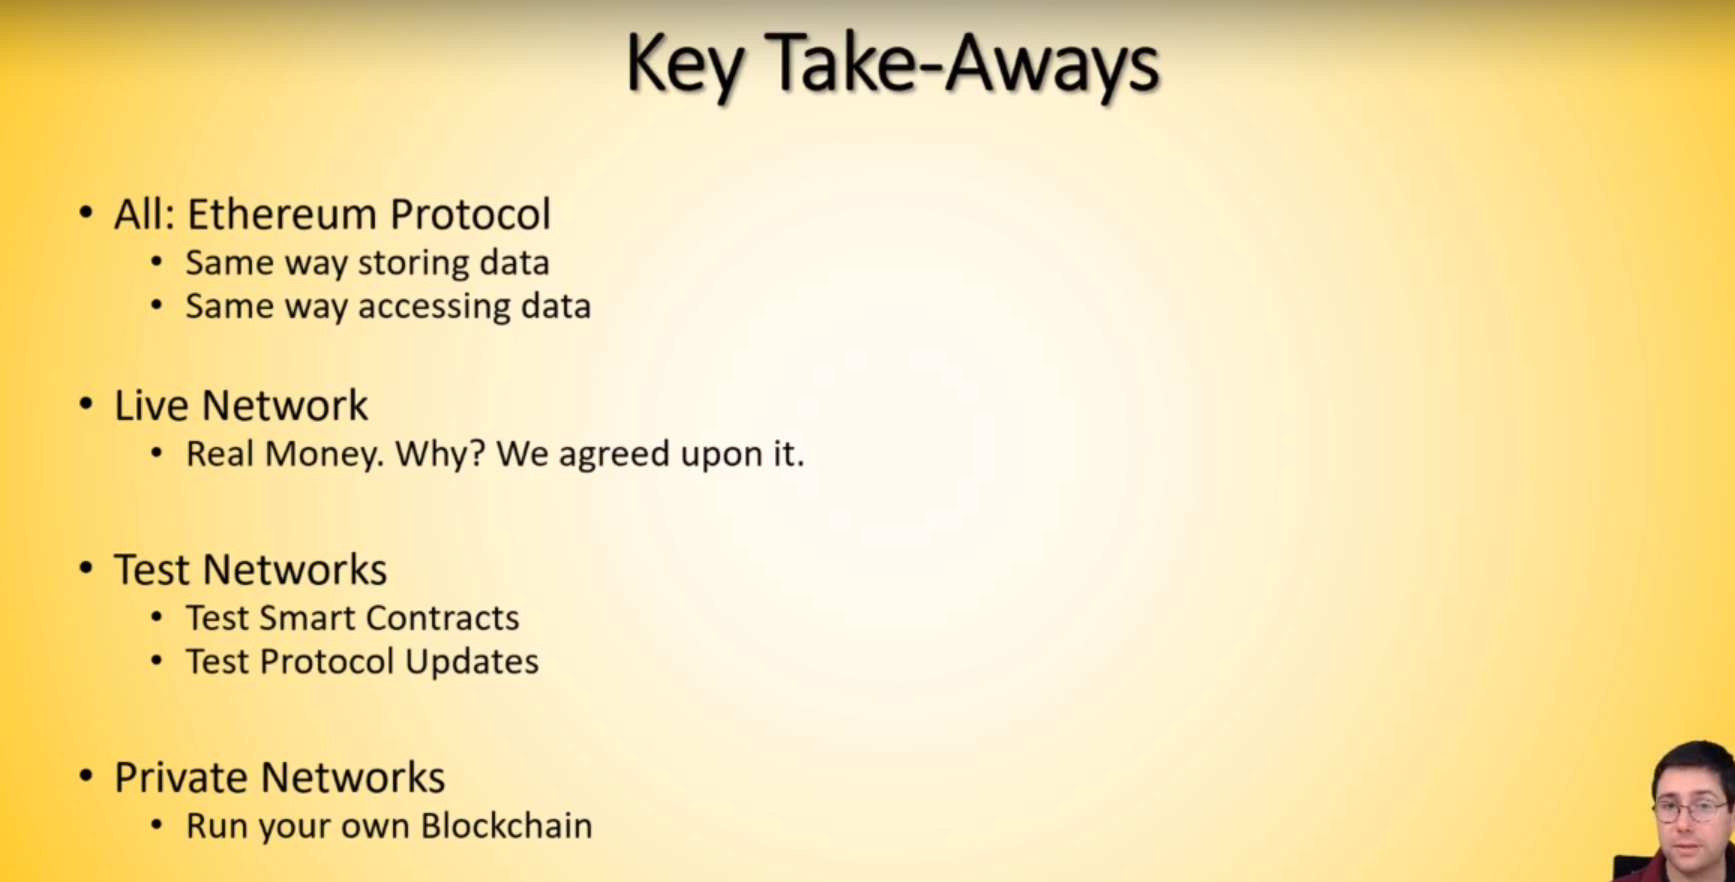 Key Take-Aways
• All: Ethereum Protocol
• Same way storing data
• Same way accessing data
• Live Network
• Real Money. Why? We agreed upon it.
• Test Networks
• Test Smart Contracts
• Test Protocol Updates
• Private Networks
• Run your own Blockchain